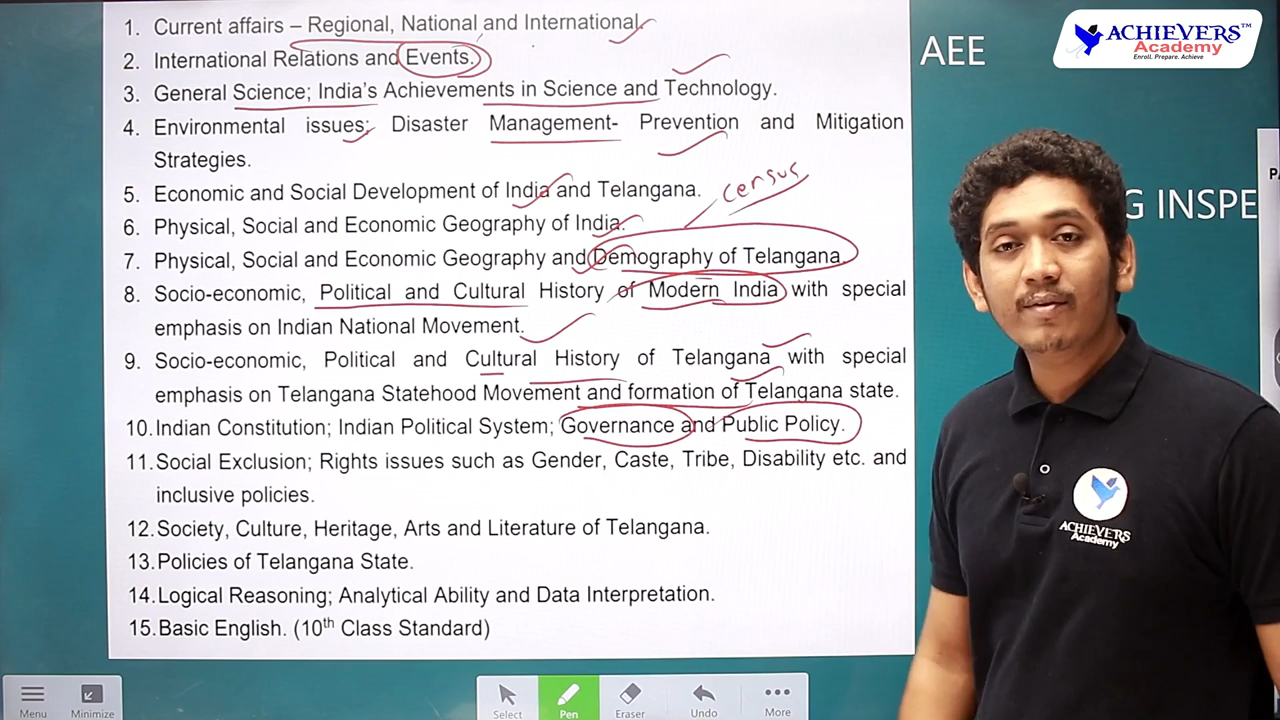 1. Current affairs – Regional, National and International.
2. International Relations and Events.
3. General Science; India's Achievements in Science and Technology.
4. Environmental issues; Disaster Management- Prevention and Mitigation
Strategies.
census
5. Economic and Social Development of India and Telangana.
6. Physical, Social and Economic Geography of India.
7. Physical, Social and Economic Geography and Demography of Telangana.
8. Socio-economic, Political and Cultural History of Modern India with special
emphasis on Indian National Movement.
9. Socio-economic, Political and Cultural History of Telangana with special
emphasis on Telangana Statehood Movement and formation of Telangana state.
10. Indian Constitution; Indian Political System; Governance and Public Policy.
11. Social Exclusion; Rights issues such as Gender, Caste, Tribe, Disability etc. and
inclusive policies.
12. Society, Culture, Heritage, Arts and Literature of Telangana.
13. Policies of Telangana State.
14. Logical Reasoning; Analytical Ability and Data Interpretation.
15. Basic English. (10th Class Standard)
Menu Minimize Select Pen Eraser Undo More
AEE
ACHIEVERS™
Academy
Enroll. Prepare. Achieve
G INSPE
ACHIEVERS
Academy